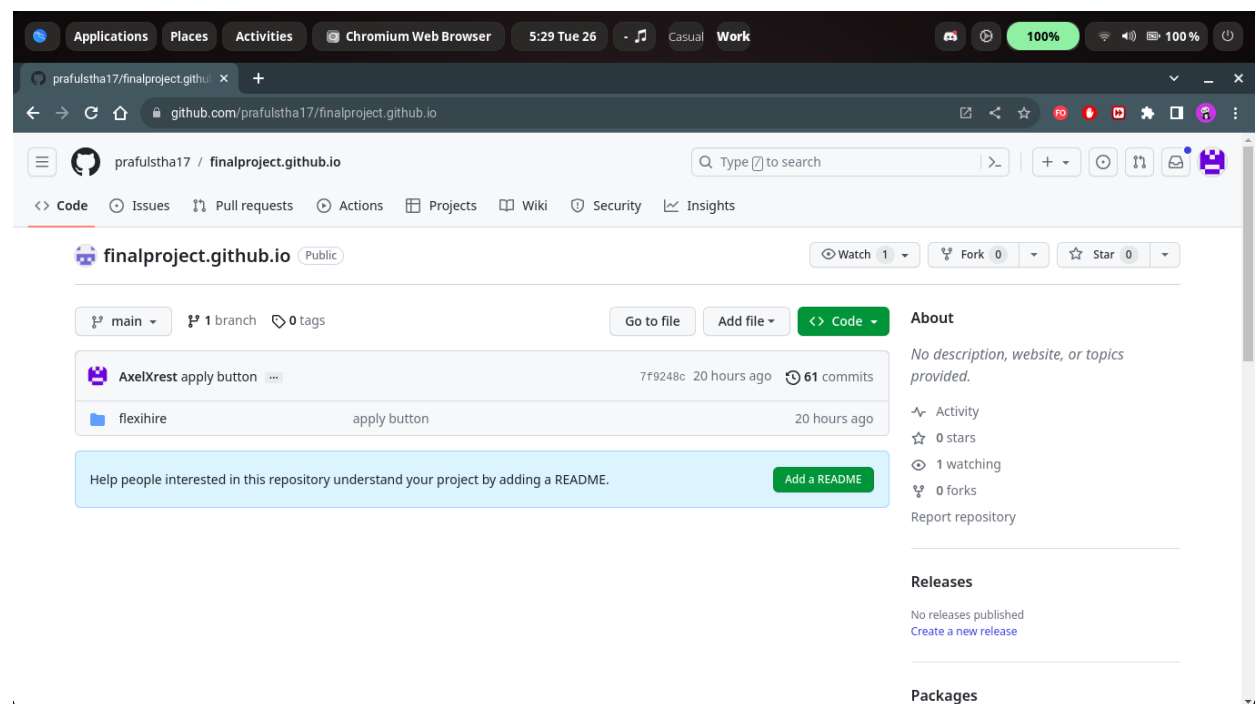 Applications Places Activities Chromium Web Browser 5:29 Tue 26 - Casual Work 100% 100 %
prafulstha17/finalproject.githu
github.com/prafulstha17/finalproject.github.io
prafulstha17 / finalproject.github.io Type / to search
Code Issues Pull requests Actions Projects Wiki Security Insights
finalproject.github.io Public Watch 1 Fork 0 Star 0
main 1 branch 0 tags Go to file Add file Code
AxelXrest apply button ... 7f9248c 20 hours ago 61 commits
flexihire apply button 20 hours ago
Help people interested in this repository understand your project by adding a README. Add a README
About
No description, website, or topics
provided.
Activity
0 stars
1 watching
0 forks
Report repository
Releases
No releases published
Create a new release
Packages